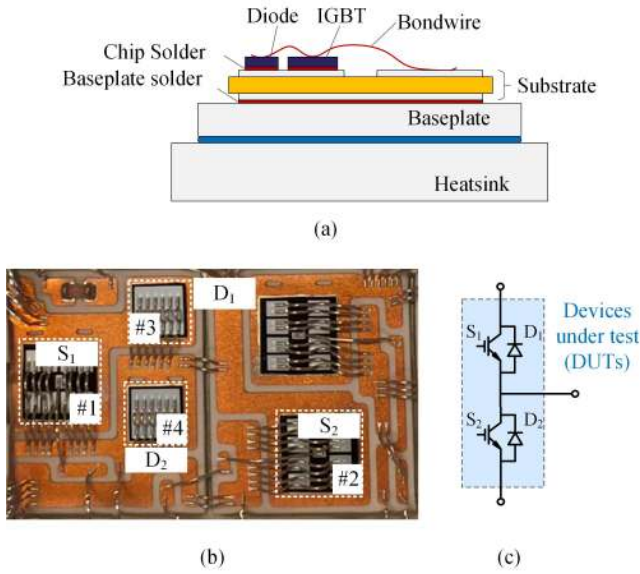 Diode IGBT Bondwire
Chip Solder
Baseplate solder
Substrate
Baseplate
Heatsink
(a)
D1
#3
S1
#1
#4
D2
S2
#2
(b)
S1 D1
S2 D2
Devices
under test
(DUTs)
(c)